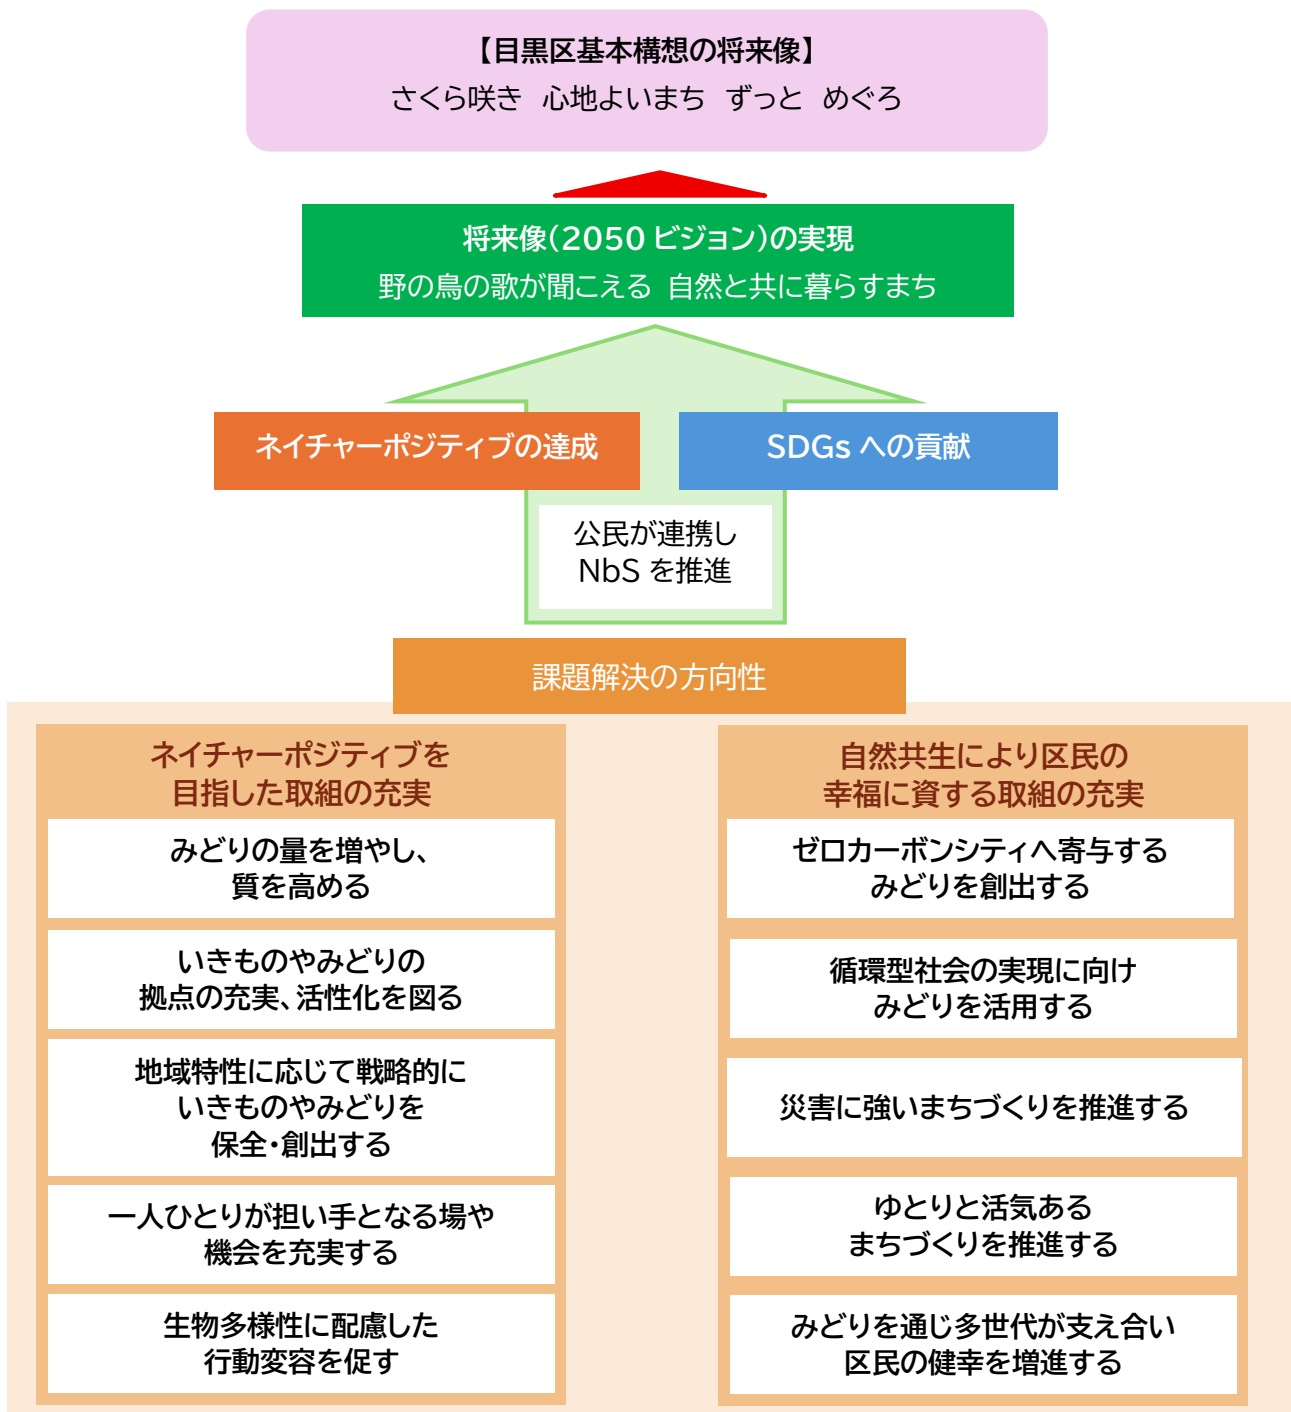 【目黒区基本構想の将来像】
さくら咲き　心地よいまち　ずっと　めぐろ
将来像（2050 ビジョン）の実現
野の鳥の歌が聞こえる 自然と共に暮らすまち
ネイチャーポジティブの達成
SDGs への貢献
公民が連携し
NbS を推進
課題解決の方向性
ネイチャーポジティブを
目指した取組の充実
みどりの量を増やし、
質を高める
いきものやみどりの
拠点の充実、活性化を図る
地域特性に応じて戦略的に
いきものやみどりを
保全・創出する
一人ひとりが担い手となる場や
機会を充実する
生物多様性に配慮した
行動変容を促す
自然共生により区民の
幸福に資する取組の充実
ゼロカーボンシティへ寄与する
みどりを創出する
循環型社会の実現に向け
みどりを活用する
災害に強いまちづくりを推進する
ゆとりと活気ある
まちづくりを推進する
みどりを通じ多世代が支え合い
区民の健幸を増進する